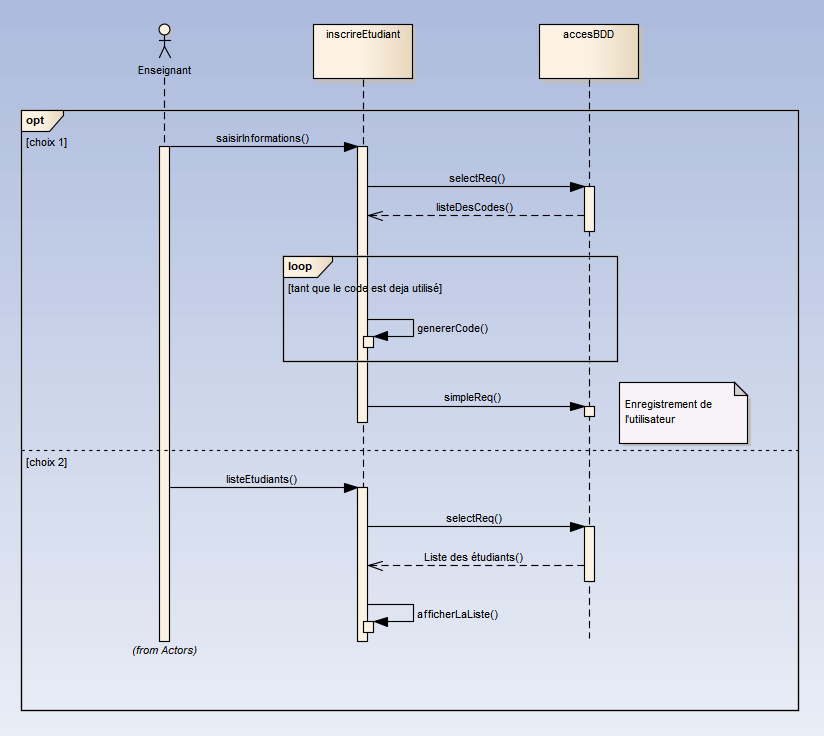 inscrireEtudiant
accesBDD
Enseignant
opt
[choix 1]
saisirInformations()
selectReq()
listeDesCodes()
loop
[tant que le code est deja utilisé]
genererCode()
simpleReq()
Enregistrement de
l'utilisateur
[choix 2]
listeEtudiants()
selectReq()
Liste des étudiants()
afficherLaListe()
(from Actors)